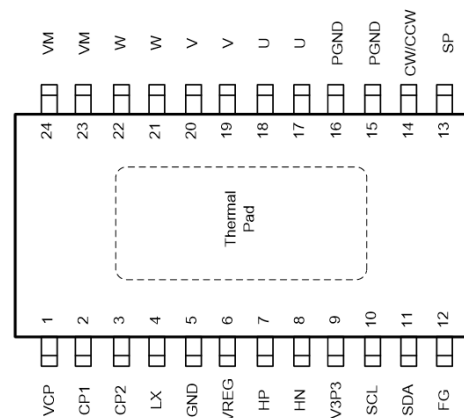 VM
VM
W
W
V
V
U
U
PGND
PGND
CW/CCW
SP
24
23
22
21
20
19
18
17
16
15
14
13
Thermal
Pad
1
2
3
4
5
6
7
8
9
10
11
12
VCP
CP1
CP2
LX
GND
VREG
HP
HN
V3P3
SCL
SDA
FG